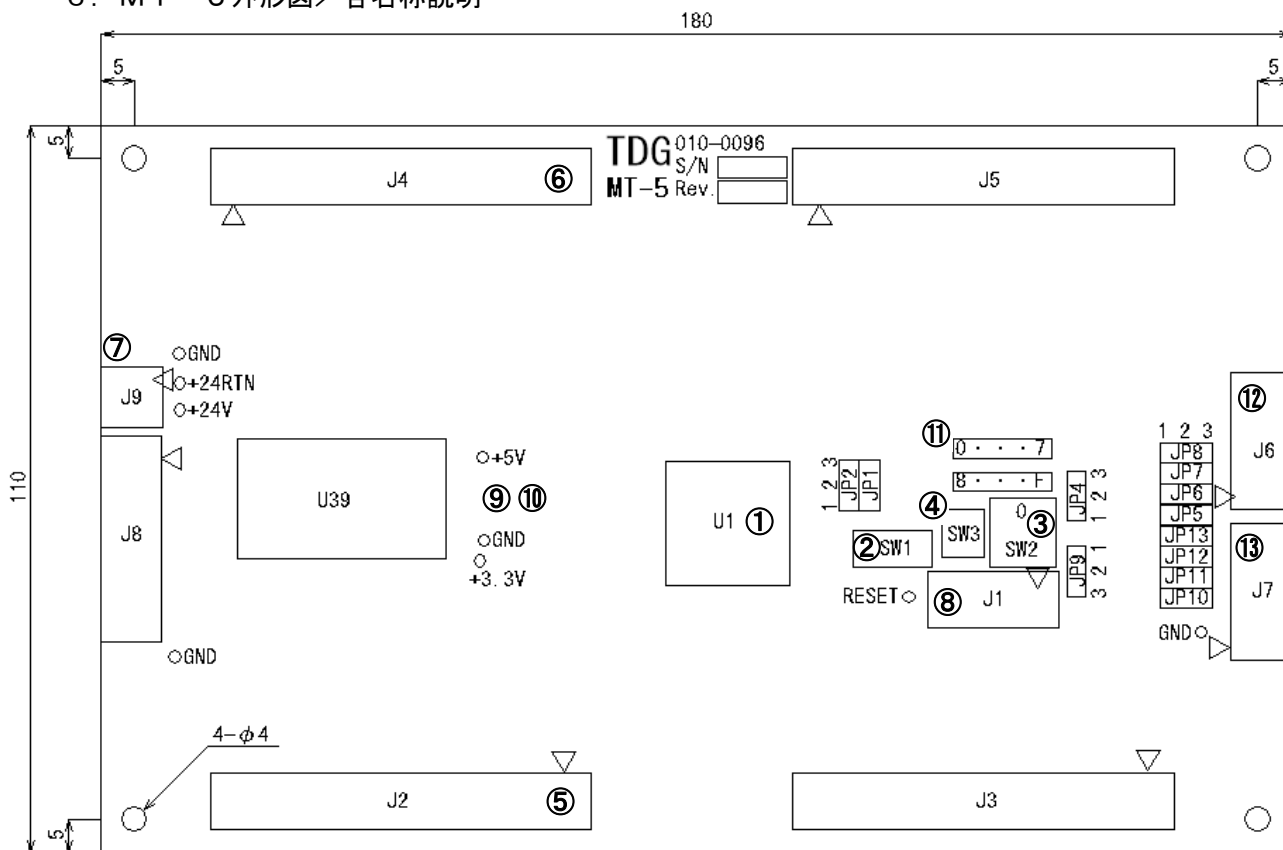 180
5
5
5
TDG 010-0096
S/N
MT-5 Rev.
J4 ⑥
J5
⑦
GND
J9
+24RTN
+24V
⑫
⑪
0・・・7
1 2 3
J6
JP8
JP7
JP6
JP5
JP13
JP12
JP11
JP10
8・・・F
1 2 3
JP2
JP1
JP4
1 2 3
+5V
⑨ ⑩
U39
110
GND
+3.3V
U1 ①
④
SW3
0
③
SW2
② SW1
JP9
3 2 1
⑬
J7
J8
RESET
⑧ J1
GND
GND
4-φ4
J2 ⑤
J3
5